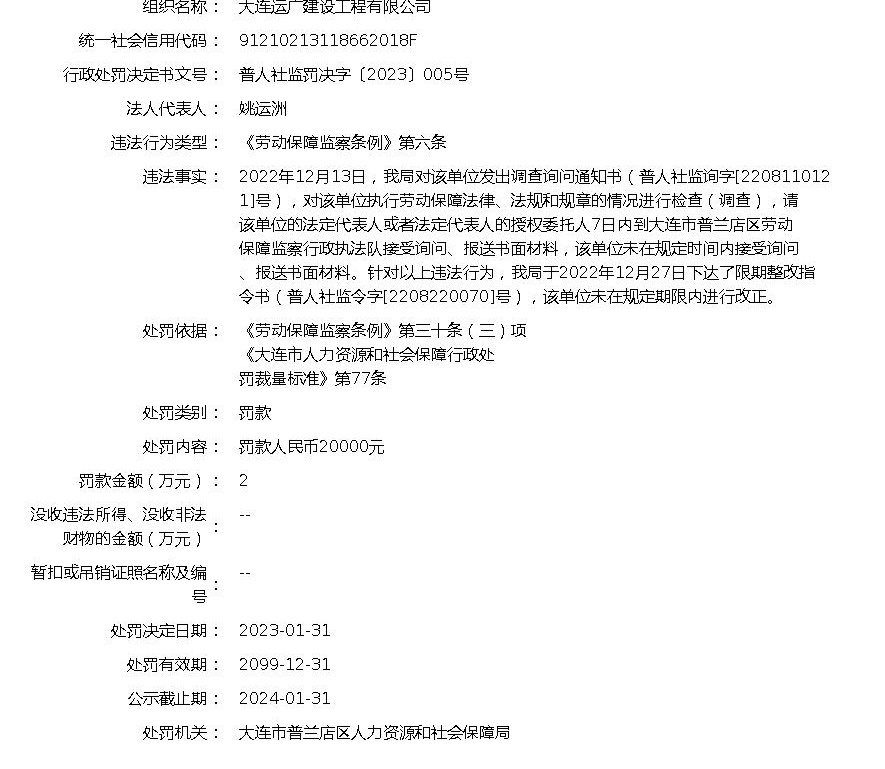 组织名称： 大连运广建设工程有限公司
统一社会信用代码： 91210213118662018F
行政处罚决定书文号： 普人社监罚决字〔2023〕005号
法人代表人： 姚运洲
违法行为类型： 《劳动保障监察条例》第六条
违法事实： 2022年12月13日，我局对该单位发出调查询问通知书（普人社监询字[220811012
1]号），对该单位执行劳动保障法律、法规和规章的情况进行检查（调查），请
该单位的法定代表人或者法定代表人的授权委托人7日内到大连市普兰店区劳动
保障监察行政执法队接受询问、报送书面材料，该单位未在规定时间内接受询问
、报送书面材料。针对以上违法行为，我局于2022年12月27日下达了限期整改指
令书（普人社监令字[2208220070]号），该单位未在规定期限内进行改正。
处罚依据： 《劳动保障监察条例》第三十条（三）项
《大连市人力资源和社会保障行政处
罚裁量标准》第77条
处罚类别： 罚款
处罚内容： 罚款人民币20000元
罚款金额（万元）： 2
没收违法所得、没收非法
财物的金额（万元）： --
暂扣或吊销证照名称及编
号： --
处罚决定日期： 2023-01-31
处罚有效期： 2099-12-31
公示截止期： 2024-01-31
处罚机关： 大连市普兰店区人力资源和社会保障局